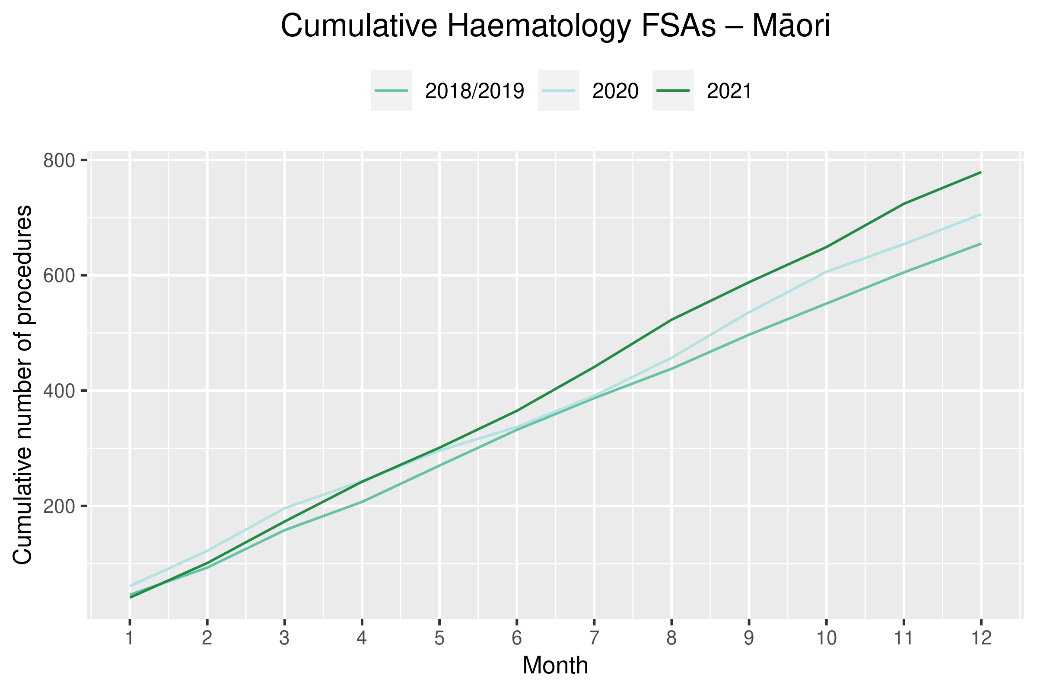 Cumulative Haematology FSAs – Māori
2018/2019 2020 2021
Cumulative number of procedures
800
600
400
200
1 2 3 4 5 6 7 8 9 10 11 12
Month